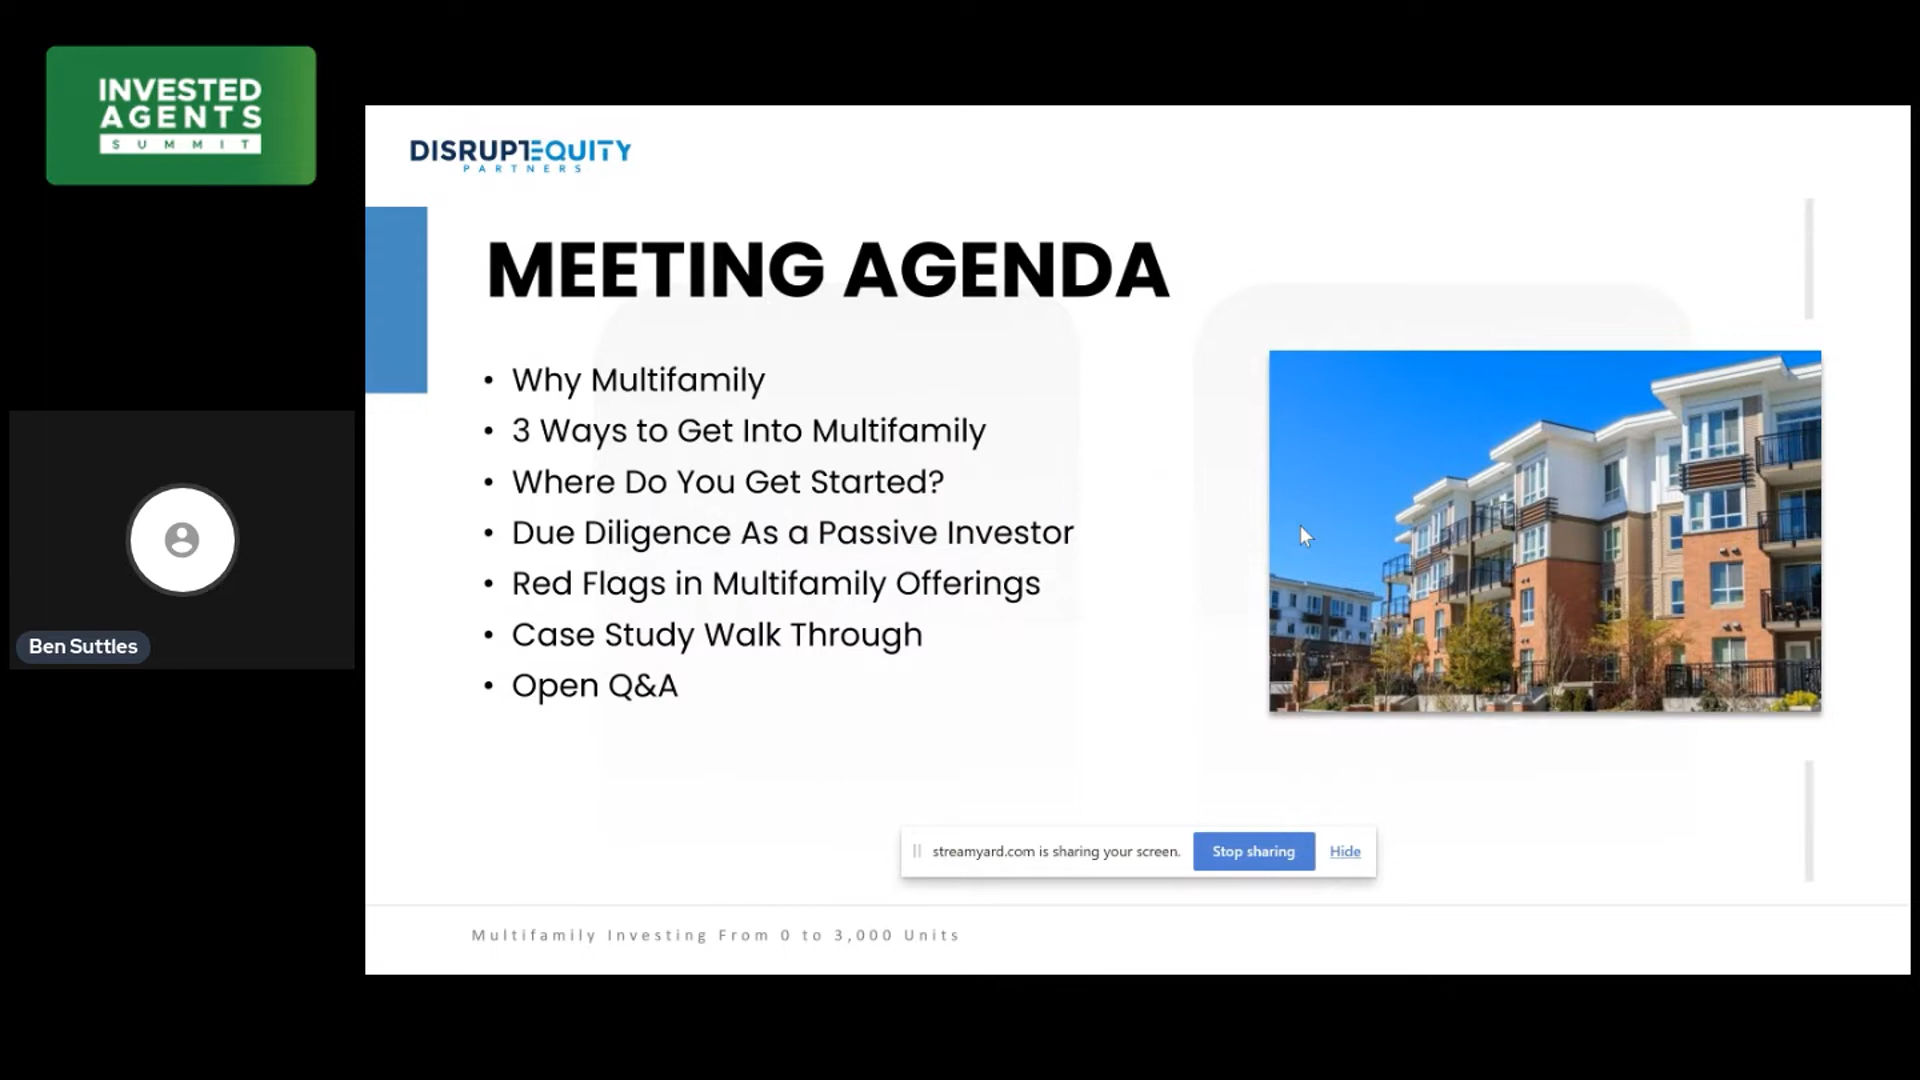 INVESTED
AGENTS
SUMMIT
DISRUPTEQUITY
PARTNERS
MEETING AGENDA
• Why Multifamily
• 3 Ways to Get Into Multifamily
• Where Do You Get Started?
• Due Diligence As a Passive Investor
• Red Flags in Multifamily Offerings
• Case Study Walk Through
• Open Q&A
Ben Suttles
streamyard.com is sharing your screen. Stop sharing Hide
Multifamily Investing From 0 to 3,000 Units